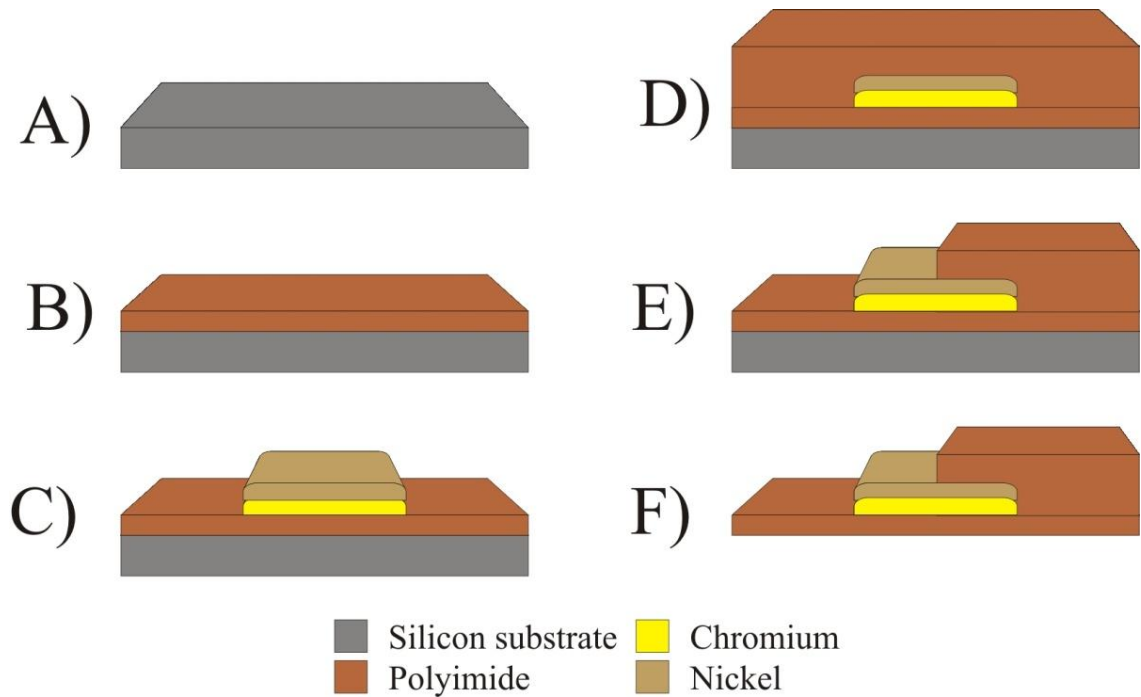 A)
B)
C)
D)
E)
F)
Silicon substrate
Polyimide
Chromium
Nickel